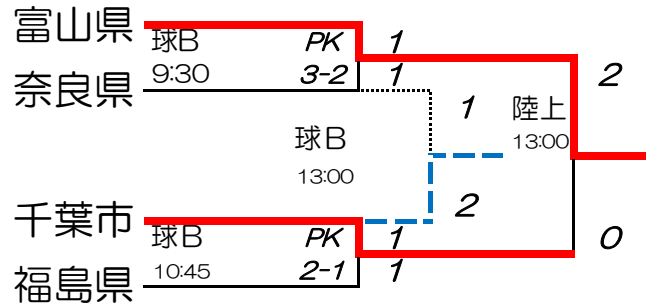 富山県
球B PK 1
9:30 3-2 1
奈良県
2
1 陸上
13:00
球B
13:00
2
千葉市
球B PK 1
10:45 2-1 1
福島県
0